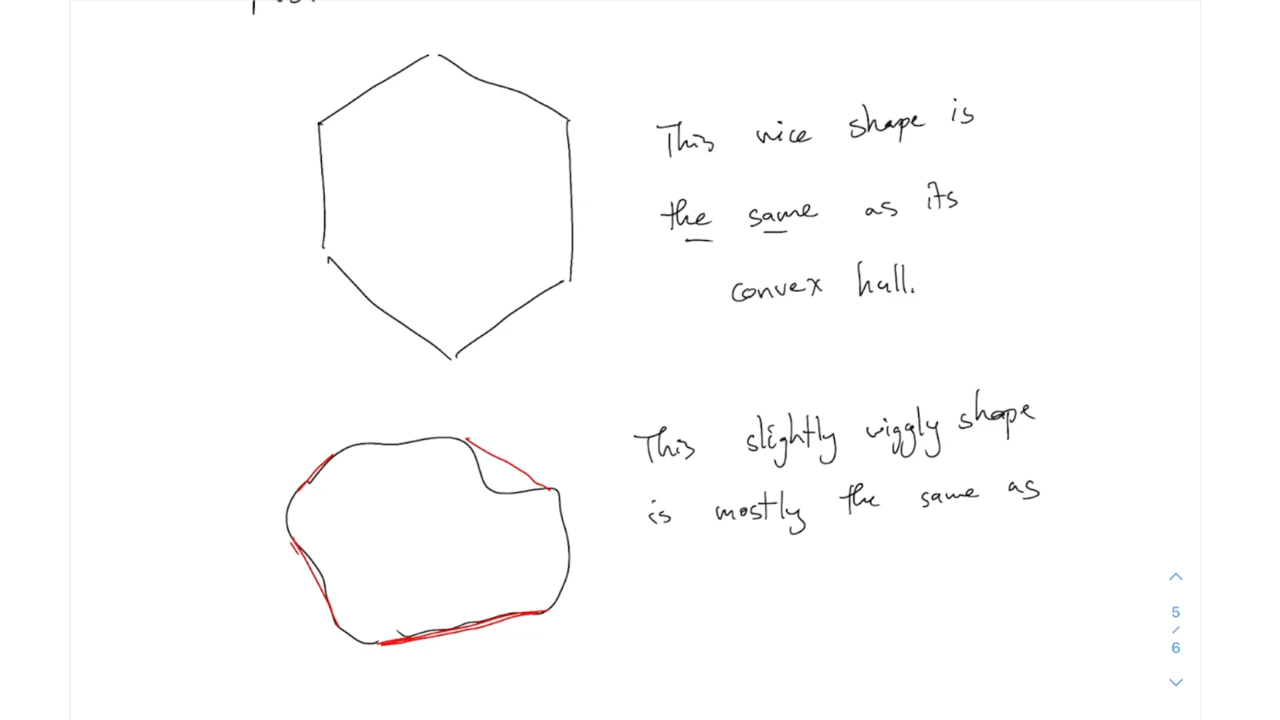 This nice shape is
the same as its
convex hall.
This slightly wiggly shape
is mostly the same as
5
/
6